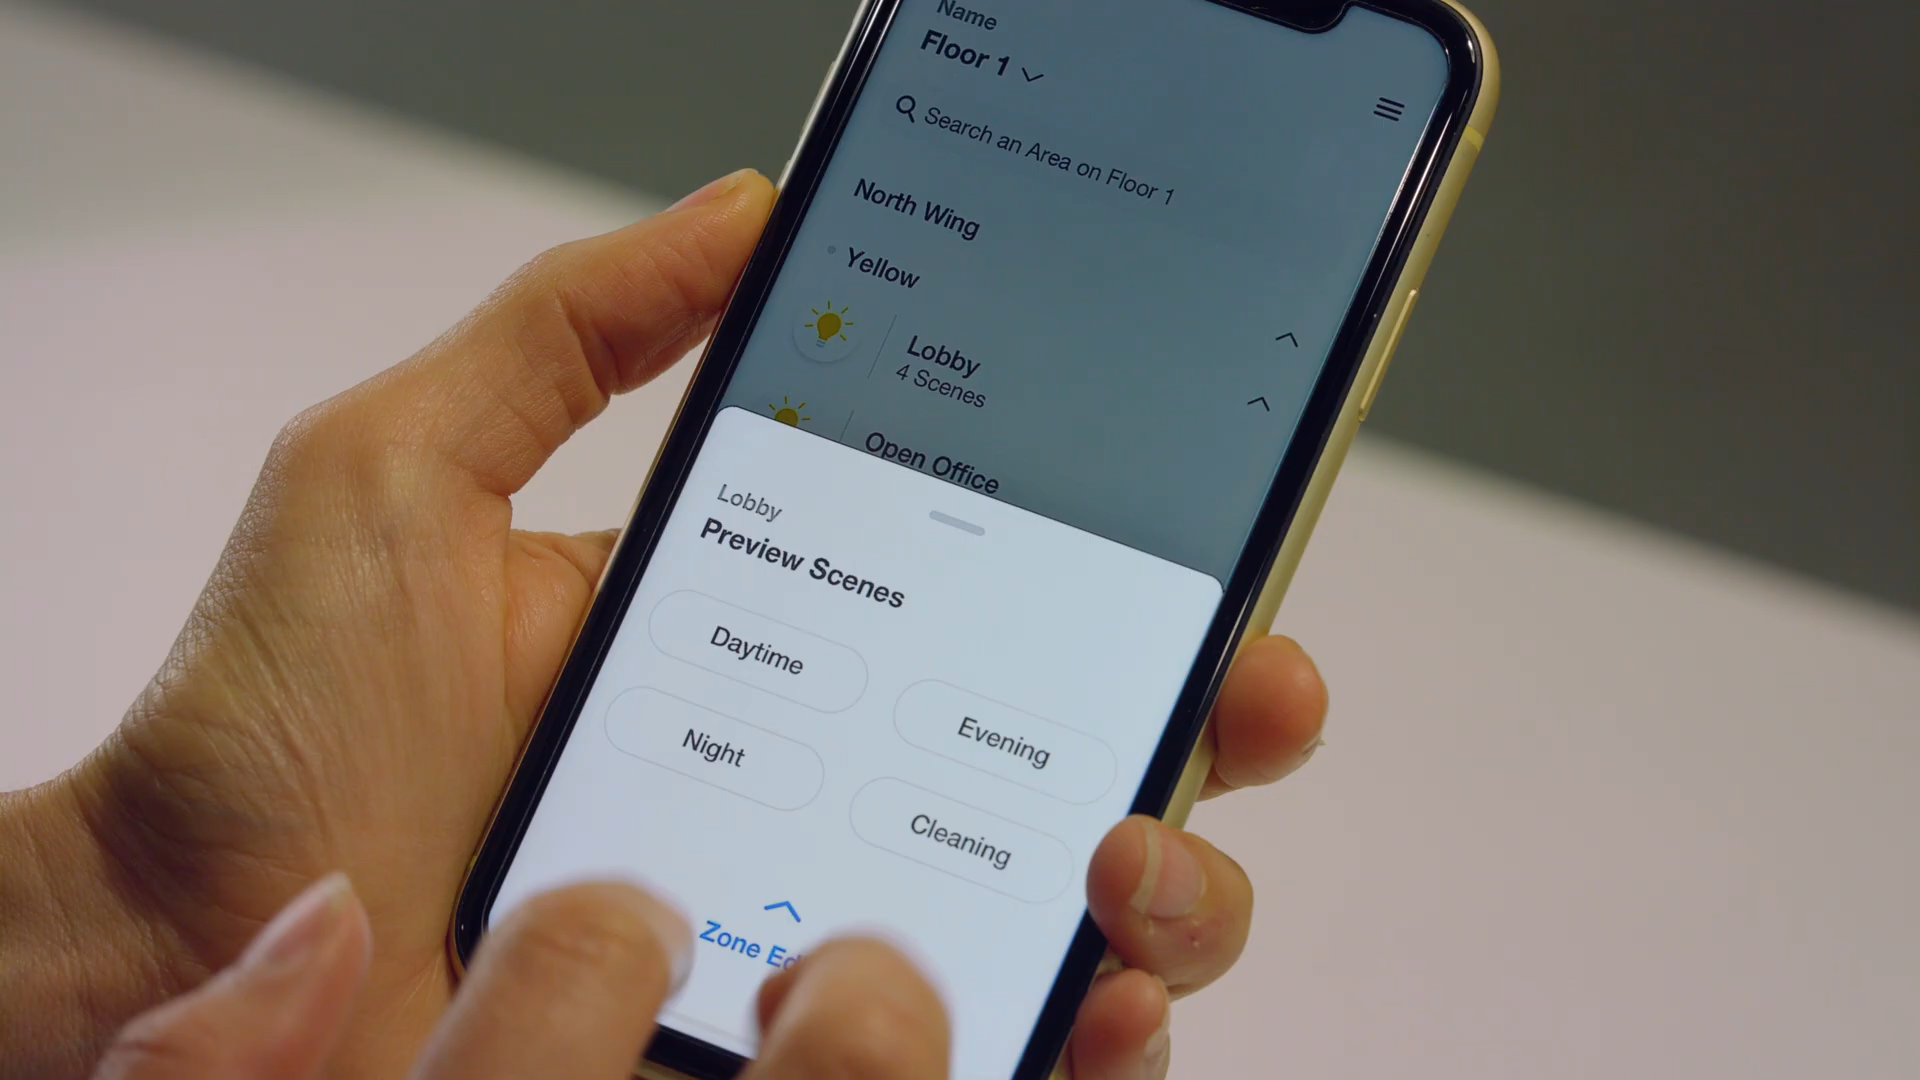 Name
Floor 1
Search an Area on Floor 1
North Wing
Yellow
Lobby
4 Scenes
Open Office
Lobby
Preview Scenes
Daytime
Evening
Night
Cleaning
Zone